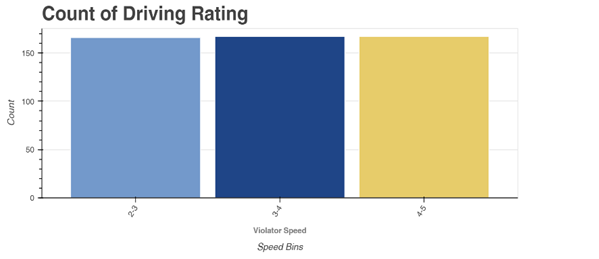 Count of Driving Rating
150
100
50
0
Count
2-3
3-4
4-5
Violator Speed
Speed Bins